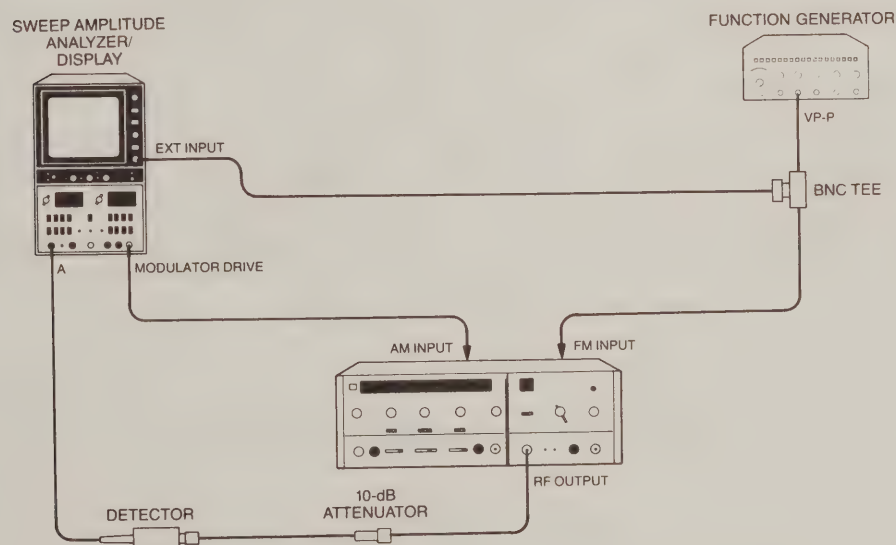 SWEEP AMPLITUDE
ANALYZER/
DISPLAY
FUNCTION GENERATOR
VP-P
EXT INPUT
BNC TEE
A
MODULATOR DRIVE
AM INPUT
FM INPUT
RF OUTPUT
10-dB
ATTENUATOR
DETECTOR